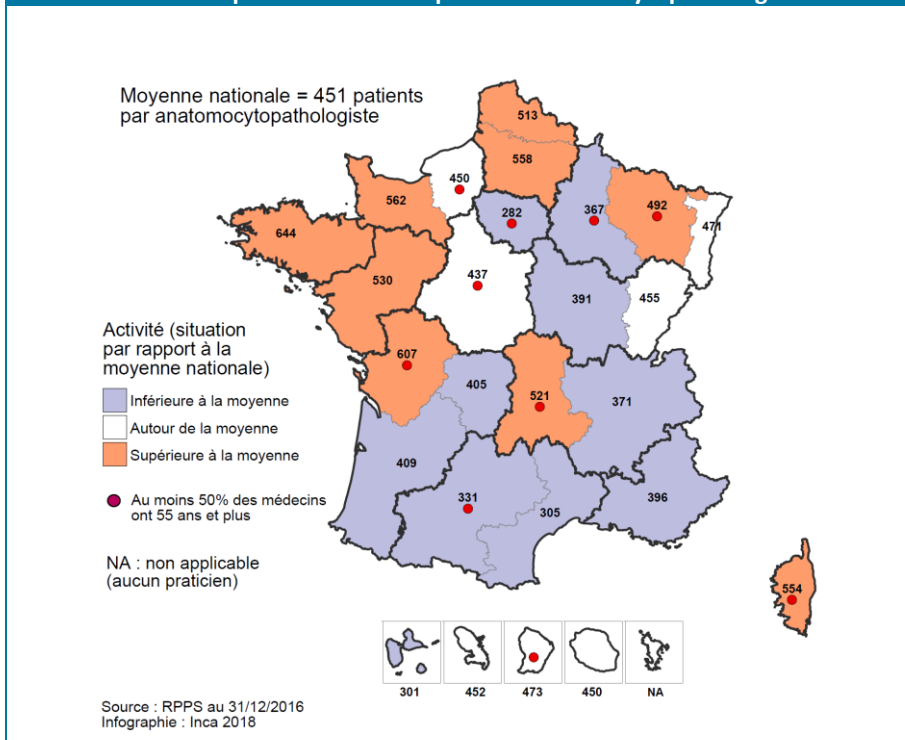 Moyenne nationale = 451 patients
par anatomocytopathologiste
513
558
450
562
282
367
492
471
644
530
437
391
455
Activité (situation
par rapport à la
moyenne nationale)
Inférieure à la moyenne
Autour de la moyenne
Supérieure à la moyenne
607
405
521
371
409
331
305
396
Au moins 50% des médecins
ont 55 ans et plus
NA : non applicable
(aucun praticien)
554
301
452
473
450
NA
Source : RPPS au 31/12/2016
Infographie : Inca 2018